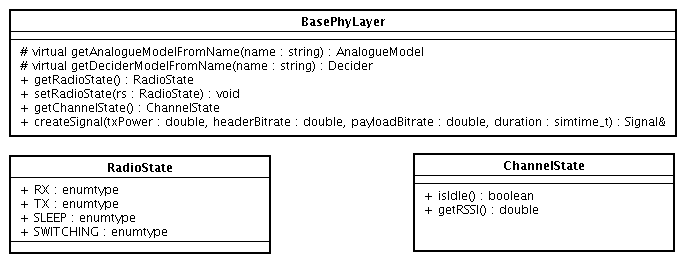 BasePhyLayer
# virtual getAnalogueModelFromName(name : string) : AnalogueModel
# virtual getDeciderModelFromName(name : string) : Decider
+ getRadioState() : RadioState
+ setRadioState(rs : RadioState) : void
+ getChannelState() : ChannelState
+ createSignal(txPower : double, headerBitrate : double, payloadBitrate : double, duration : simtime_t) : Signal&
RadioState
+ RX : enumtype
+ TX : enumtype
+ SLEEP : enumtype
+ SWITCHING : enumtype
ChannelState
+ isIdle() : boolean
+ getRSSI() : double